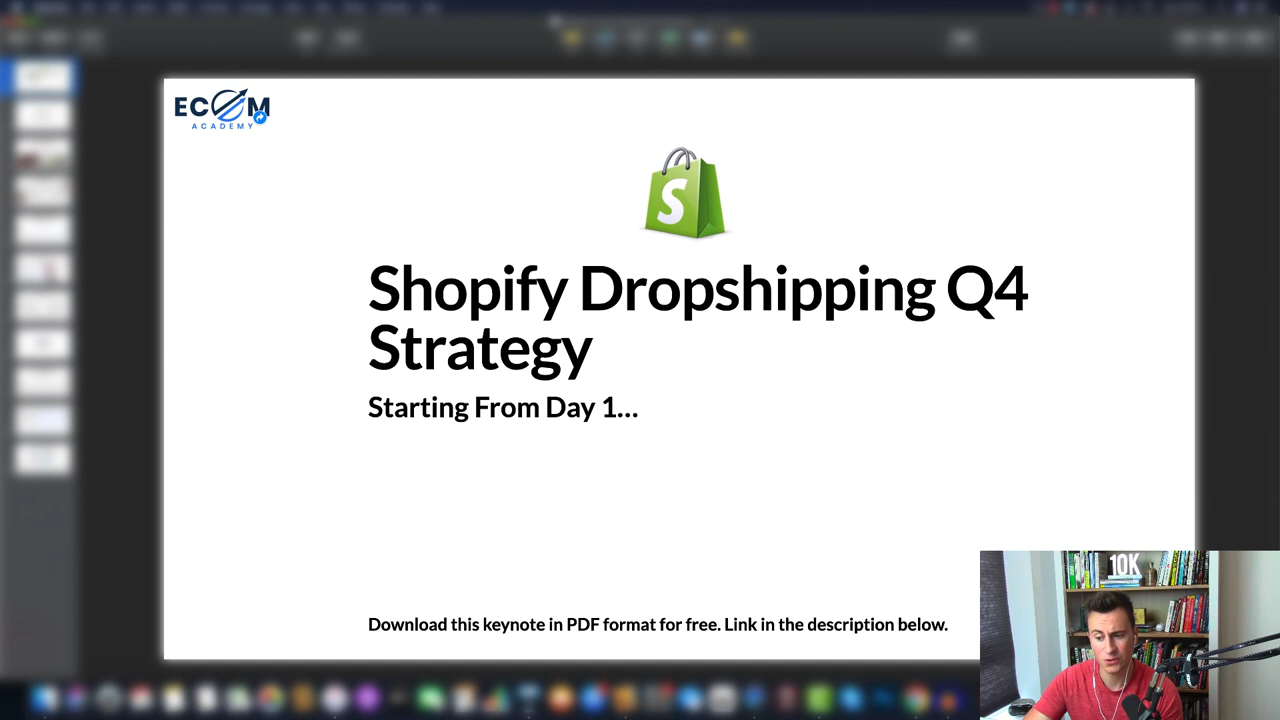 ECOM
ACADEMY
S
Shopify Dropshipping Q4
Strategy
Starting From Day 1...
Download this keynote in PDF format for free. Link in the description below.
10K